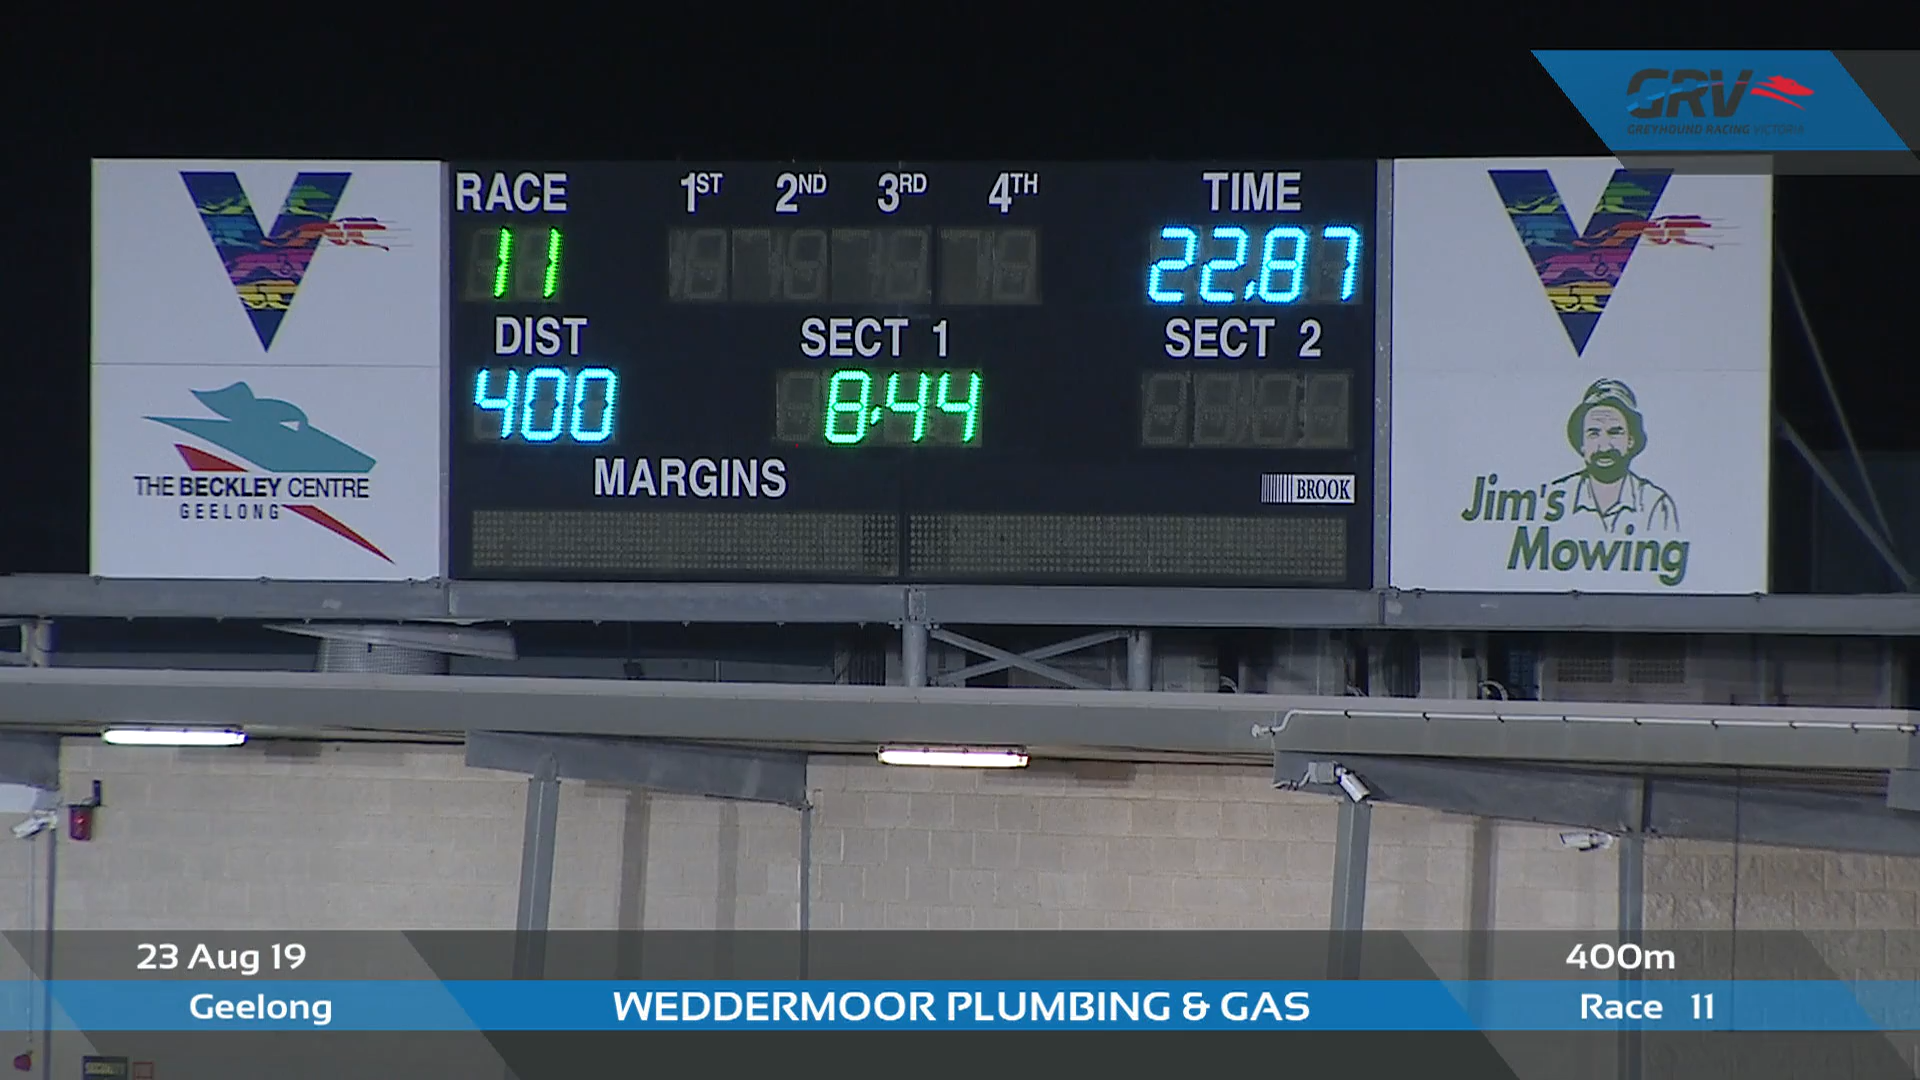 GRV
GREYHOUND RACING VICTORIA
RACE 1ST 2ND 3RD 4TH TIME
11 22.87
DIST SECT 1 SECT 2
400 8.44
MARGINS
BROOK
THE BECKLEY CENTRE
GEELONG
Jim's
Mowing
23 Aug 19
400m
Geelong
WEDDERMOOR PLUMBING & GAS
Race 11